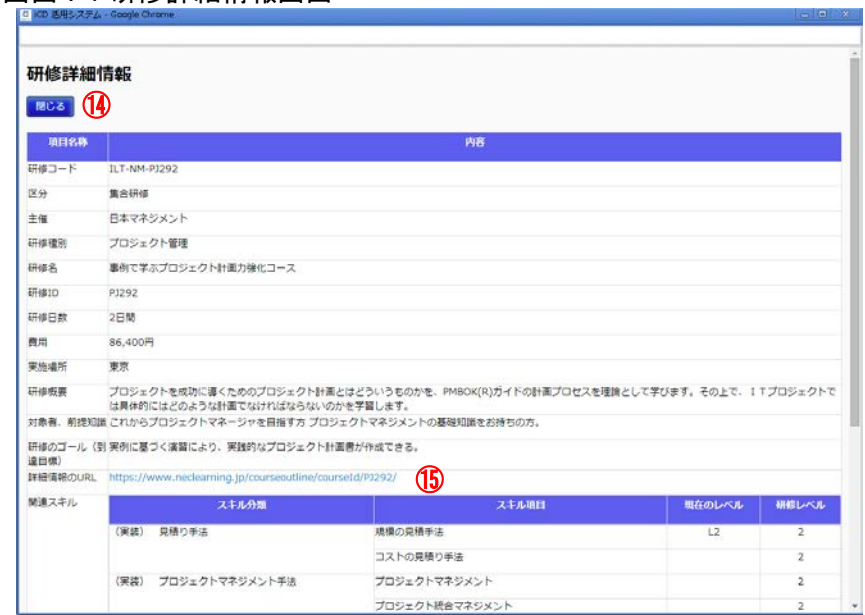 iCD 活用システム - Google Chrome
研修詳細情報
閉じる ⑭
項目名称 内容
研修コード ILT-NM-PJ292
区分 集合研修
主催 日本マネジメント
研修種別 プロジェクト管理
研修名 事例で学ぶプロジェクト計画力強化コース
研修ID PJ292
研修日数 2日間
費用 86,400円
実施場所 東京
研修概要 プロジェクトを成功に導くためのプロジェクト計画とはどういうものかを、PMBOK(R)ガイドの計画プロセスを理論として学びます。その上で、ITプロジェクトで
は具体的にはどのような計画でなければならないのかを学習します。
対象者、前提知識 これからプロジェクトマネージャを目指す方 プロジェクトマネジメントの基礎知識をお持ちの方。
研修のゴール(到 実例に基づく演習により、実践的なプロジェクト計画書が作成できる。
達目標)
詳細情報のURL https://www.neclearning.jp/courseoutline/courseId/PJ292/ ⑮
関連スキル スキル分類 スキル項目 現在のレベル 研修レベル
(実装) 見積り手法 規模の見積手法 L2 2
コストの見積り手法 2
(実装) プロジェクトマネジメント手法 プロジェクトマネジメント 2
プロジェクト統合マネジメント 2